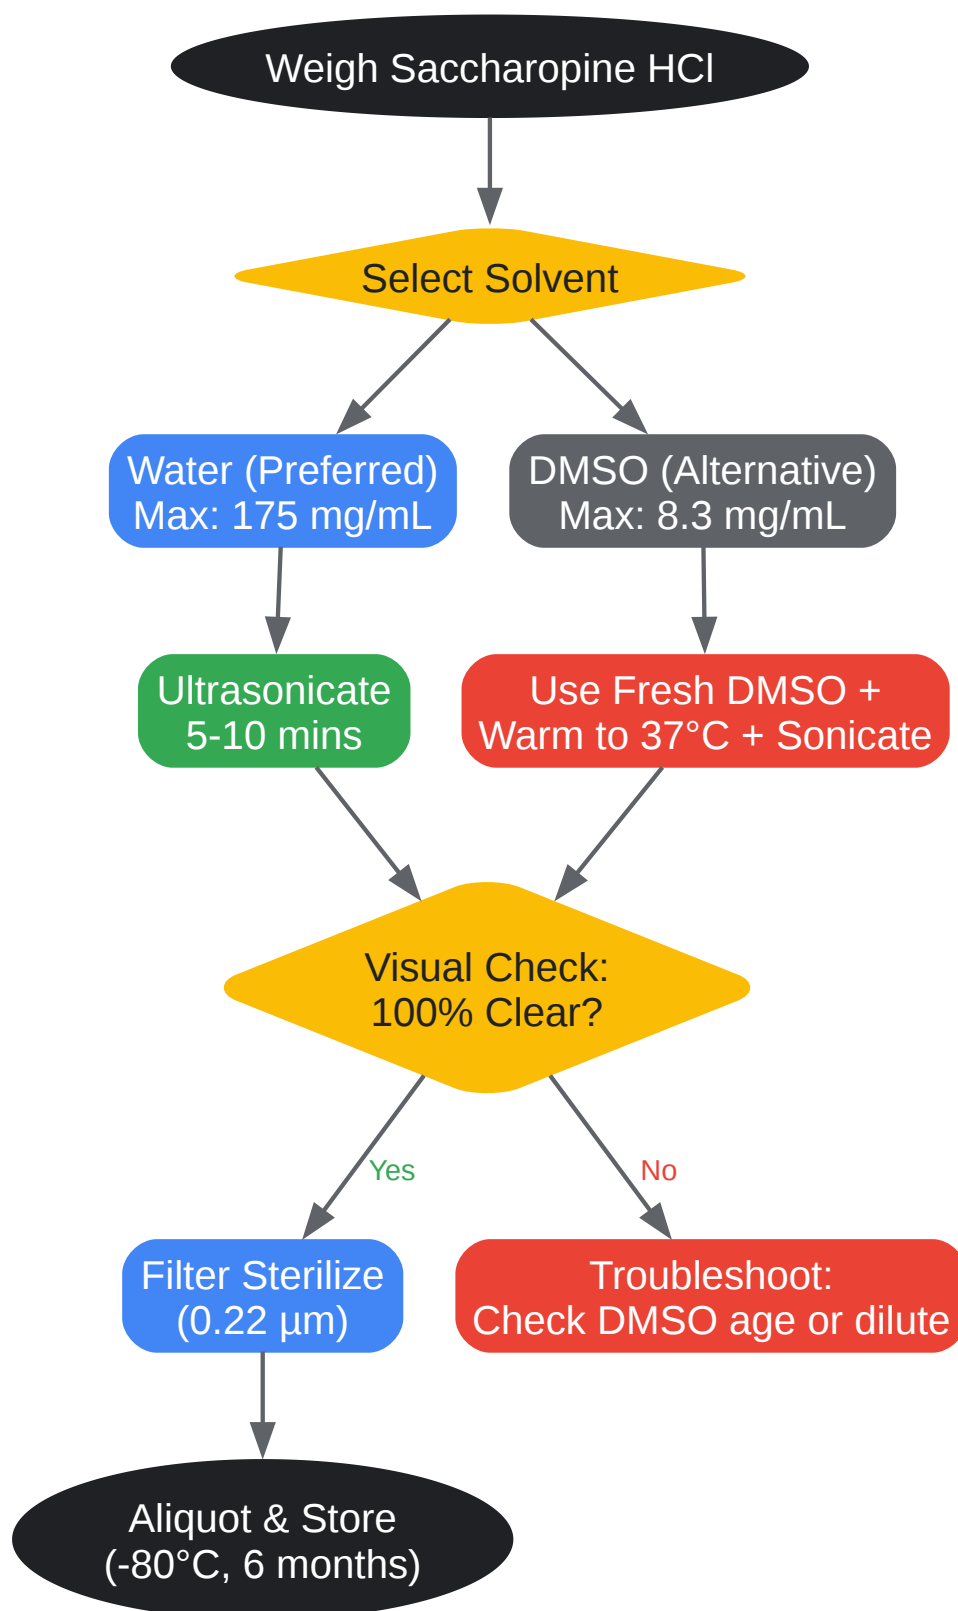 Weigh Saccharopine HCl
Select Solvent
Water (Preferred)
Max: 175 mg/mL
DMSO (Alternative)
Max: 8.3 mg/mL
Ultrasonicate
5-10 mins
Use Fresh DMSO +
Warm to 37°C + Sonicate
Visual Check:
100% Clear?
Yes
No
Filter Sterilize
(0.22 µm)
Troubleshoot:
Check DMSO age or dilute
Aliquot & Store
(-80°C, 6 months)